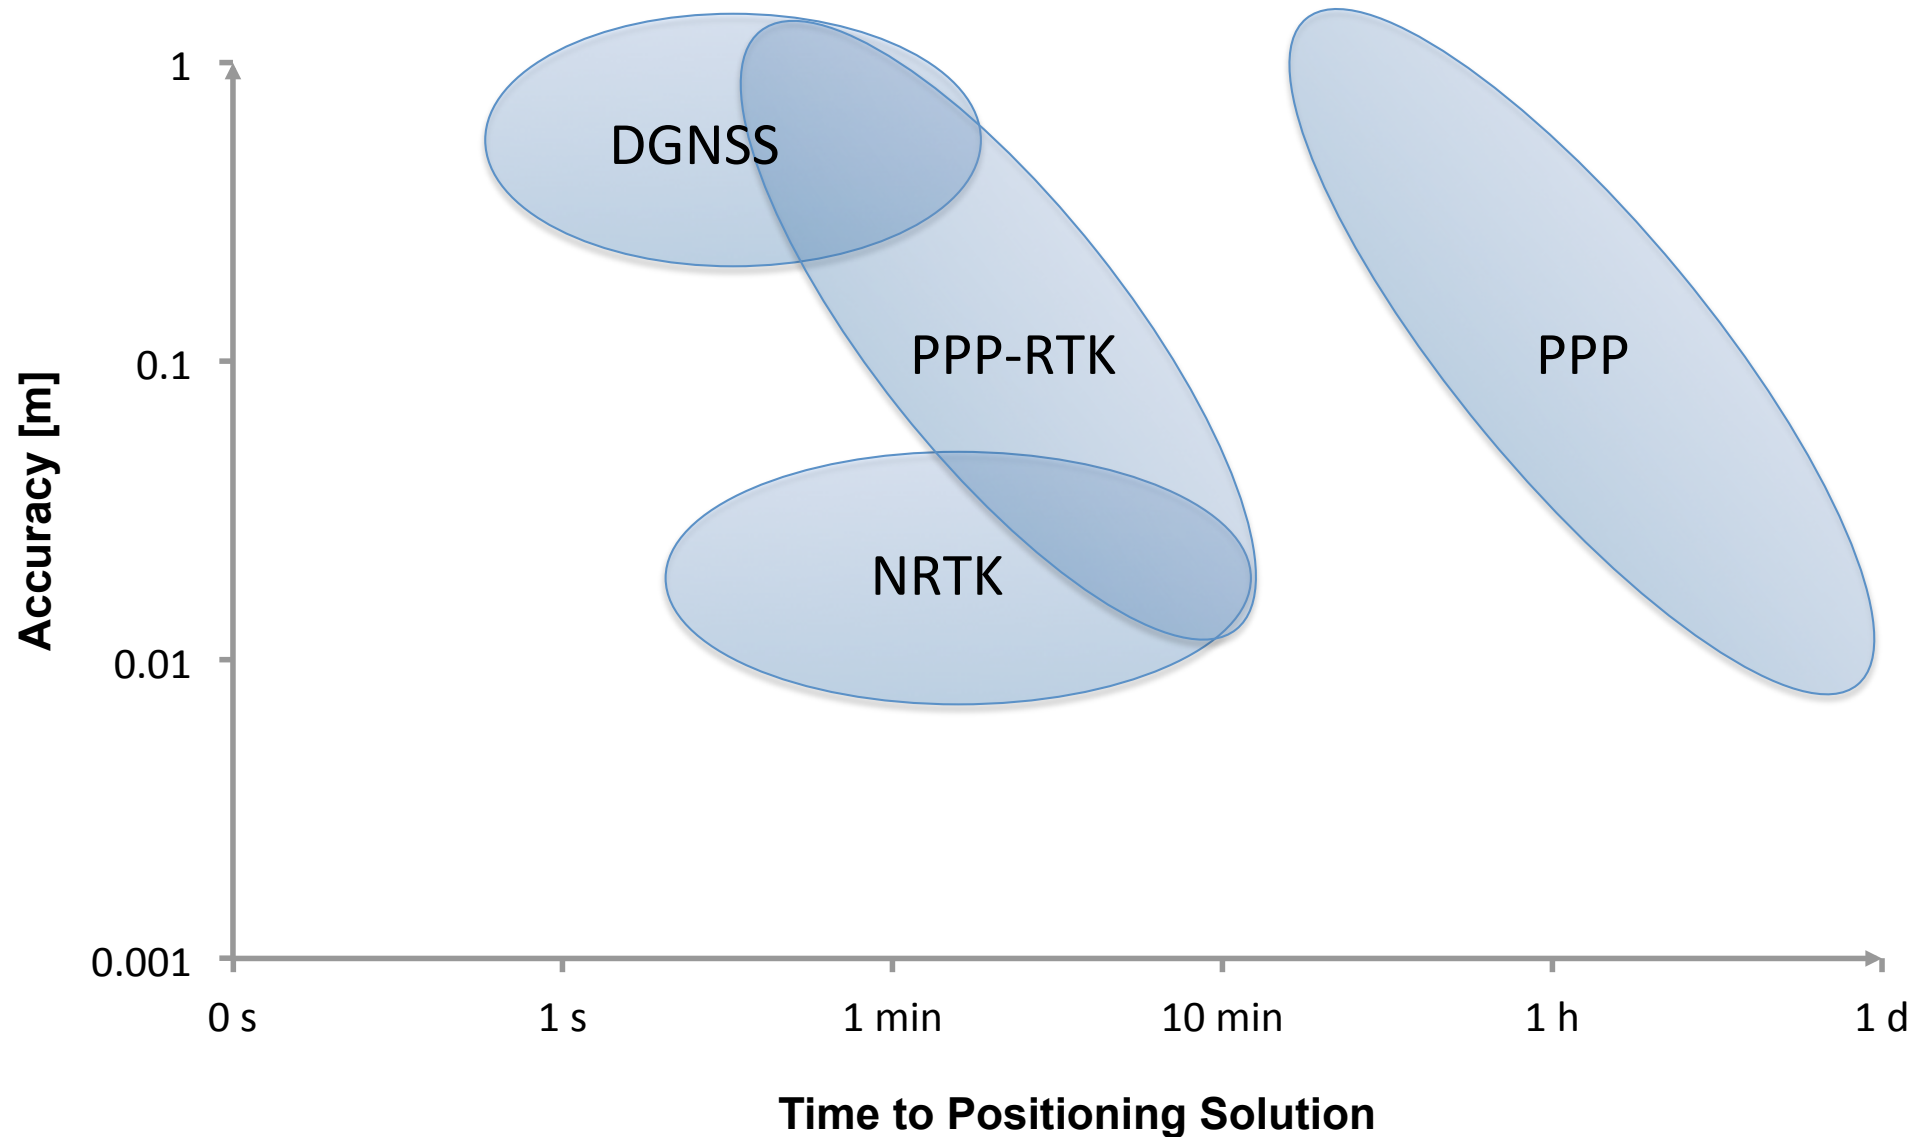 1
DGNSS
0.1
PPP-RTK
PPP
Accuracy [m]
NRTK
0.01
0.001
0 s
1 s
1 min
10 min
1 h
1 d
Time to Positioning Solution